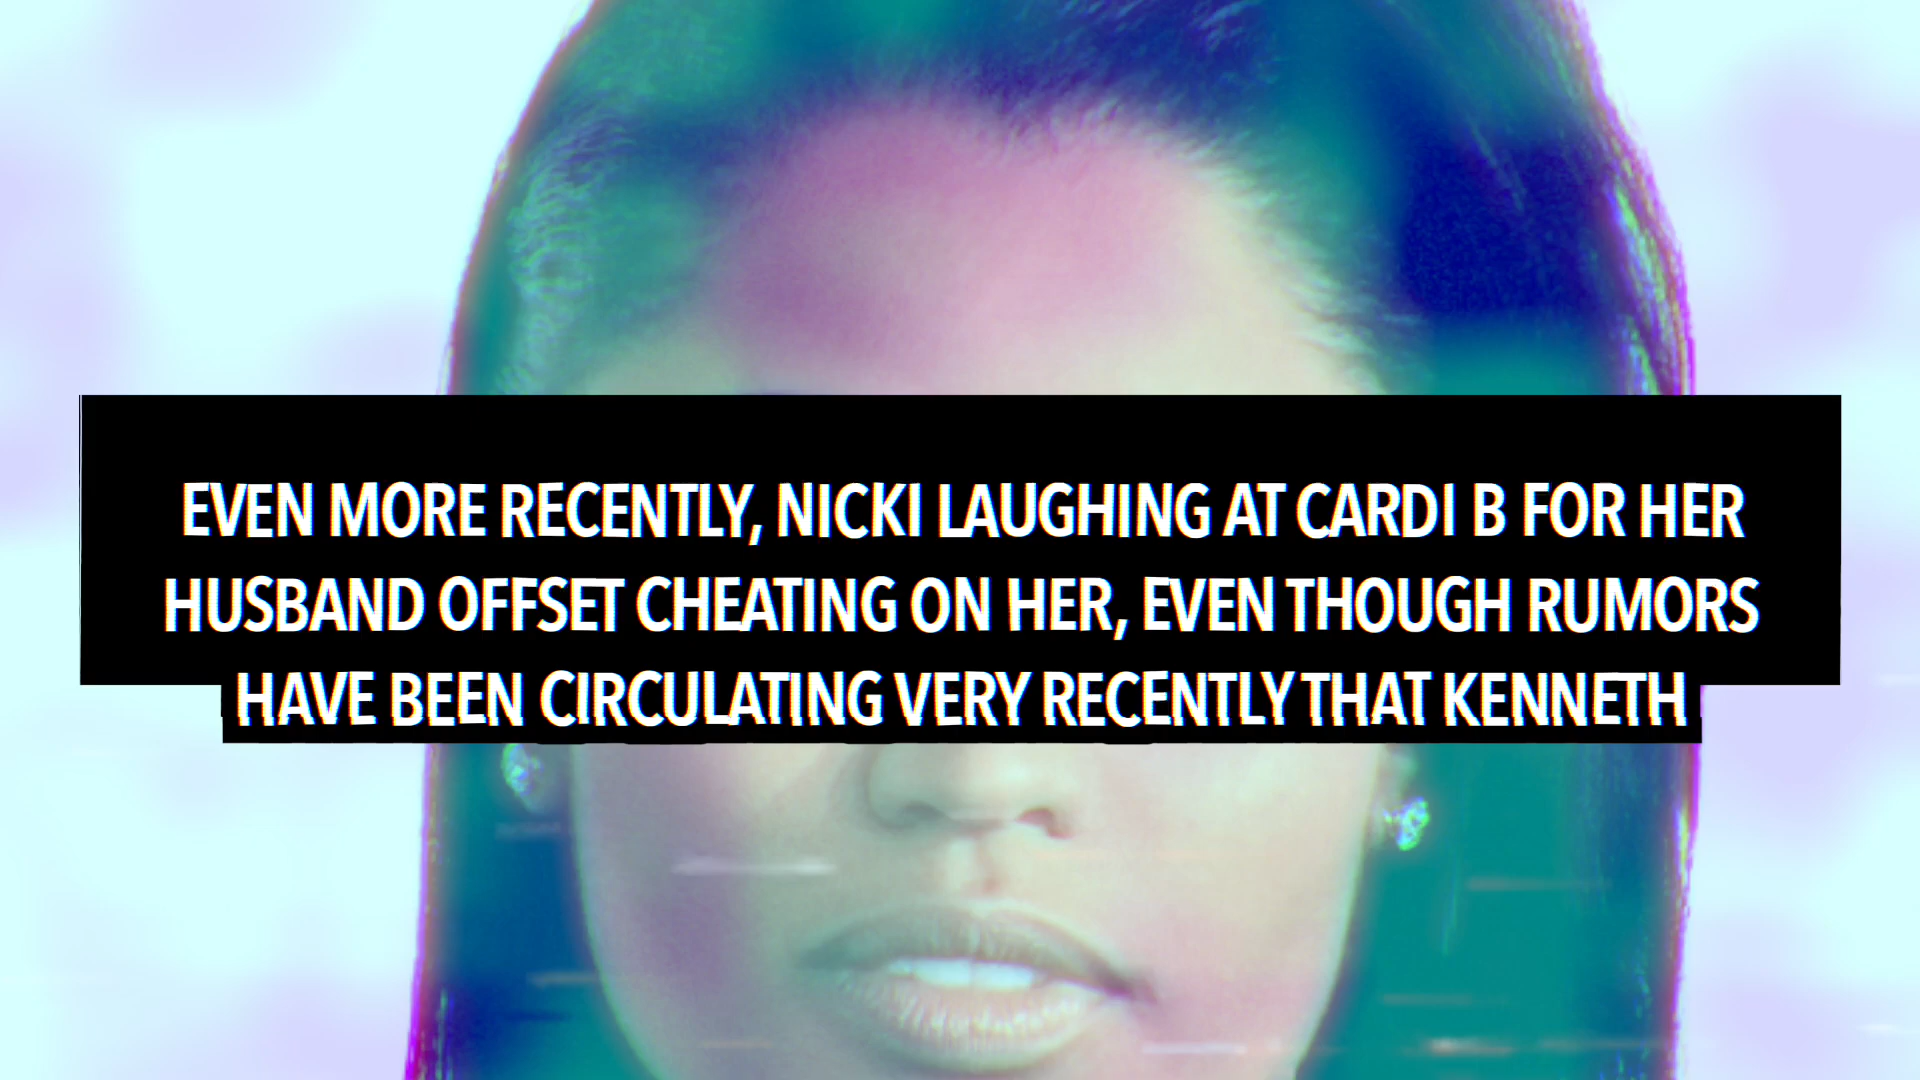 EVEN MORE RECENTLY, NICKI LAUGHING AT CARDI B FOR HER
HUSBAND OFFSET CHEATING ON HER, EVEN THOUGH RUMORS
HAVE BEEN CIRCULATING VERY RECENTLY THAT KENNETH